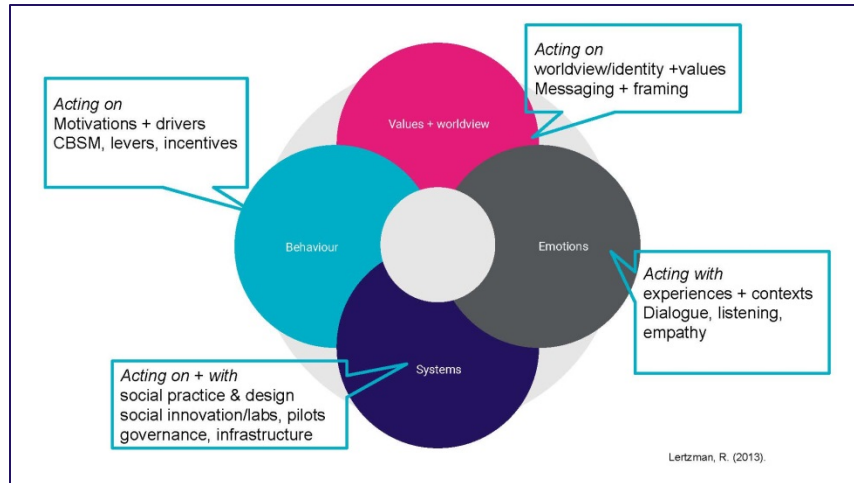 Acting on
worldview/identity +values
Messaging + framing
Acting on
Motivations + drivers
CBSM, levers, incentives
Values + worldview
Behaviour
Emotions
Acting with
experiences + contexts
Dialogue, listening,
empathy
Systems
Acting on + with
social practice & design
social innovation/labs, pilots
governance, infrastructure
Lertzman, R. (2013).